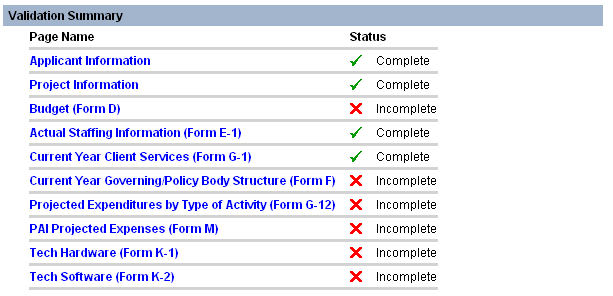 Validation Summary
Page Name Status
Applicant Information Complete
Project Information Complete
Budget (Form D) Incomplete
Actual Staffing Information (Form E-1) Complete
Current Year Client Services (Form G-1) Complete
Current Year Governing/Policy Body Structure (Form F) Incomplete
Projected Expenditures by Type of Activity (Form G-12) Incomplete
PAI Projected Expenses (Form M) Incomplete
Tech Hardware (Form K-1) Incomplete
Tech Software (Form K-2) Incomplete